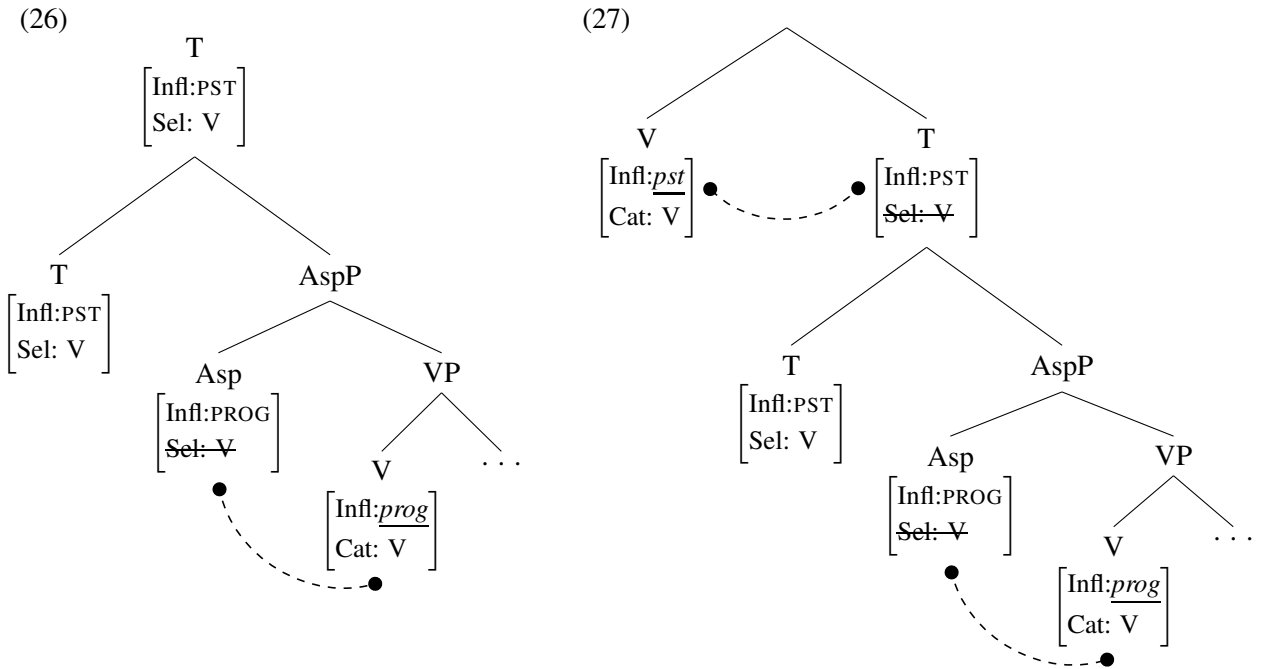 (26)
T
[Infl:PST
Sel: V]
T
[Infl:PST
Sel: V]
AspP
Asp
[Infl:PROG
Sel: V]
VP
V
[Infl:prog
Cat: V]
. . .
(27)
V
[Infl:pst
Cat: V]
T
[Infl:PST
Sel: V]
T
[Infl:PST
Sel: V]
AspP
Asp
[Infl:PROG
Sel: V]
VP
V
[Infl:prog
Cat: V]
. . .